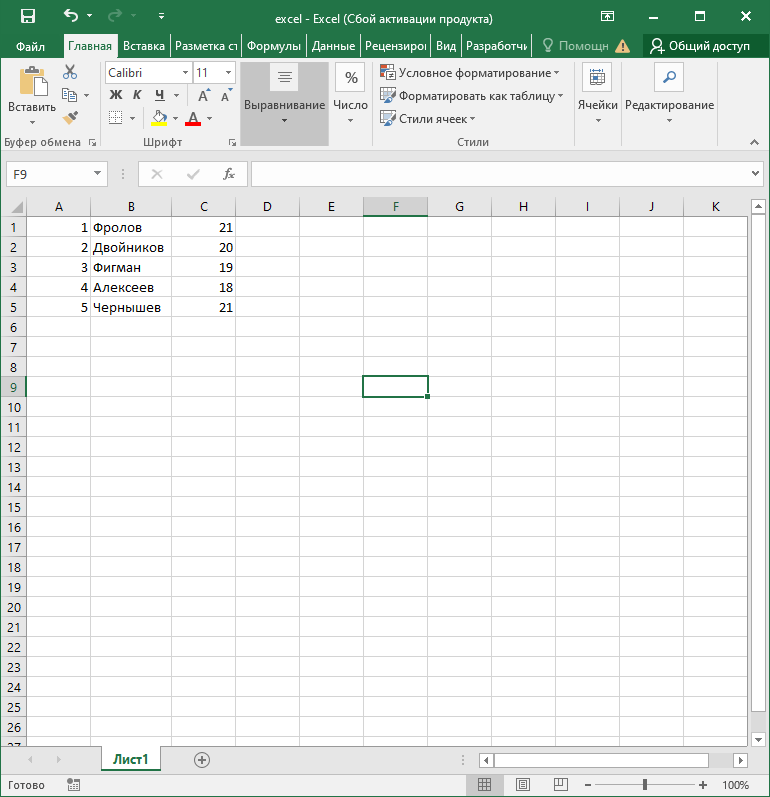 excel - Excel (Сбой активации продукта)
Файл Главная Вставка Разметка ст Формулы Данные Рецензиро Вид Разработчи Помощн Общий доступ
Calibri 11 % Условное форматирование
Вставить Ж К Ч А А Выравнивание Число Форматировать как таблицу Ячейки Редактирование
А Стили ячеек
Буфер обмена Шрифт Стили
F9 fx
A B C D E F G H I J K
1 1 Фролов 21
2 2 Двойников 20
3 3 Фигман 19
4 4 Алексеев 18
5 5 Чернышев 21
6
7
8
9
10
11
12
13
14
15
16
17
18
19
20
21
22
23
24
25
26
27
Лист1
Готово 100%